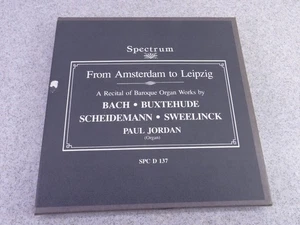 Spectrum
From Amsterdam to Leipzig
A Recital of Baroque Organ Works by
BACH • BUXTEHUDE
SCHEIDEMANN • SWEELINCK
PAUL JORDAN
(Organ)
SPC D 137